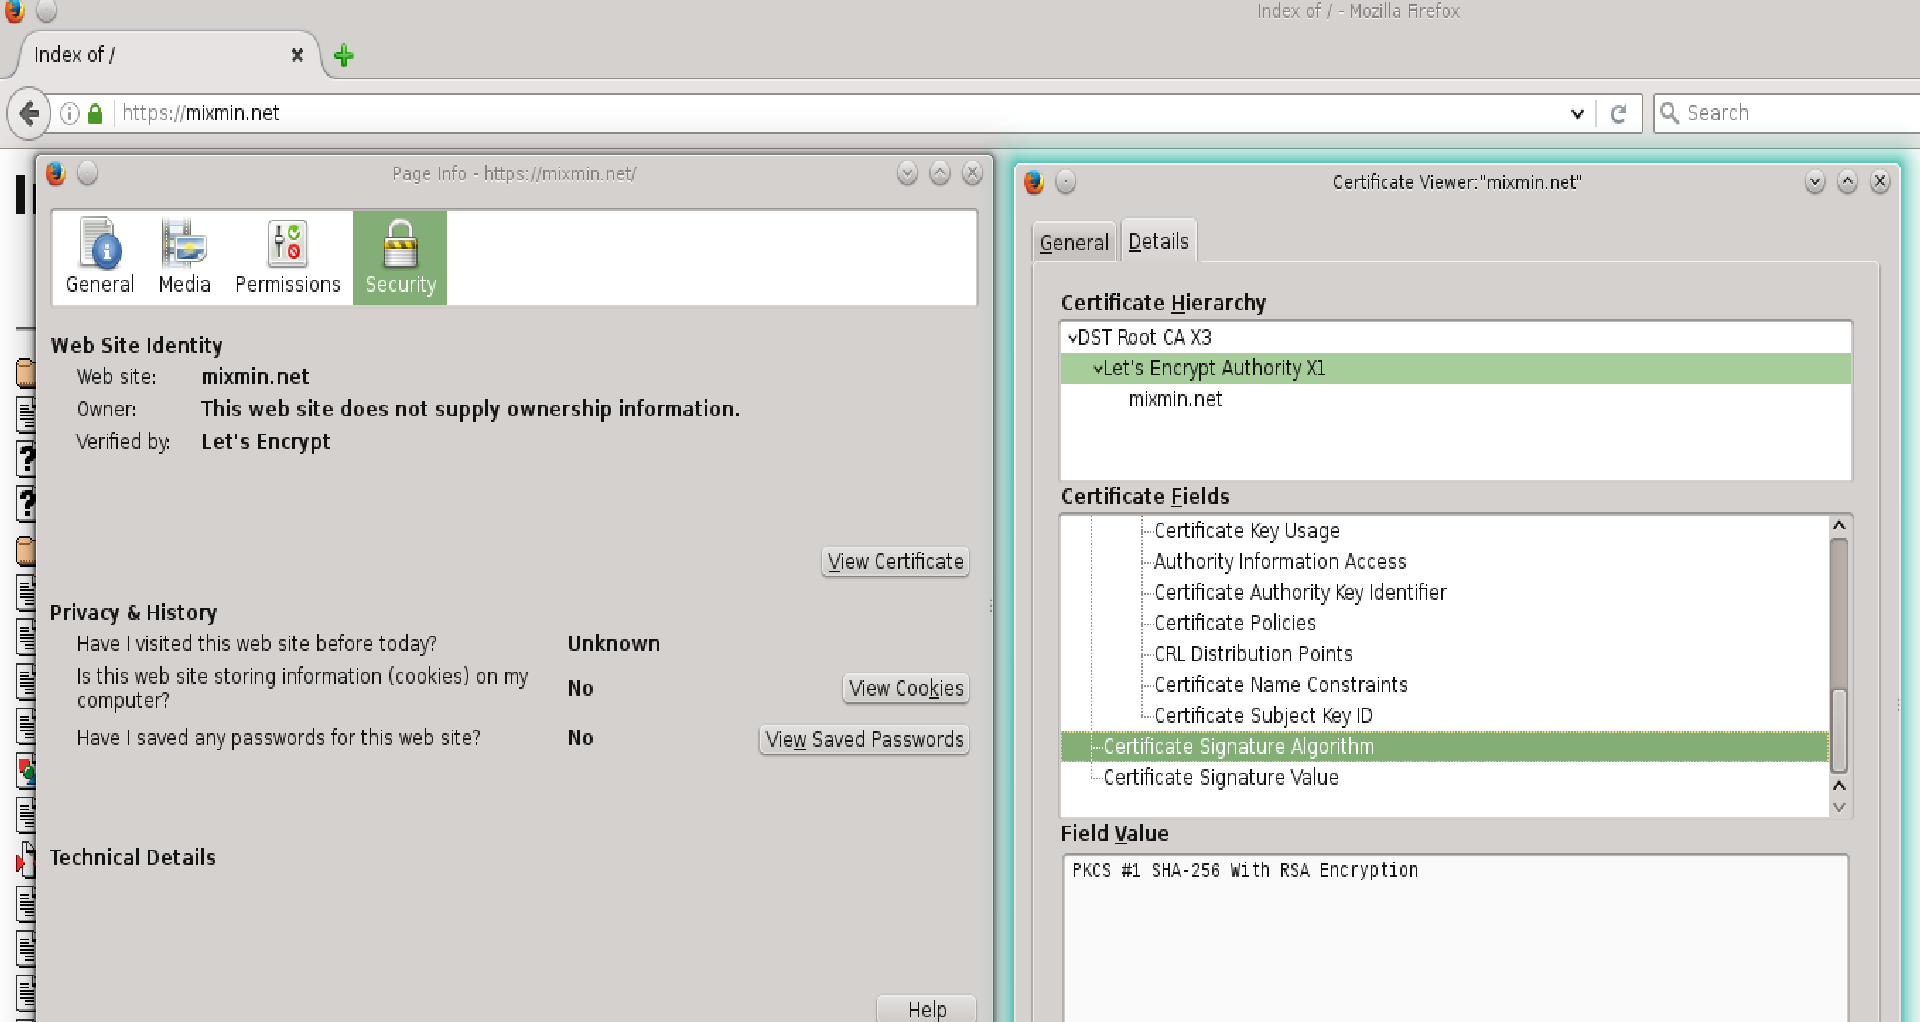 Index of / - Mozilla Firefox
Index of /
https://mixmin.net
Search
Page Info - https://mixmin.net/
General
Media
Permissions
Security
Web Site Identity
Web site: mixmin.net
Owner: This web site does not supply ownership information.
Verified by: Let's Encrypt
View Certificate
Privacy & History
Have I visited this web site before today? Unknown
Is this web site storing information (cookies) on my
computer?
No
View Cookies
Have I saved any passwords for this web site? No
View Saved Passwords
Technical Details
Help
Certificate Viewer:"mixmin.net"
General
Details
Certificate Hierarchy
DST Root CA X3
Let's Encrypt Authority X1
mixmin.net
Certificate Fields
Certificate Key Usage
Authority Information Access
Certificate Authority Key Identifier
Certificate Policies
CRL Distribution Points
Certificate Name Constraints
Certificate Subject Key ID
Certificate Signature Algorithm
Certificate Signature Value
Field Value
PKCS #1 SHA-256 With RSA Encryption